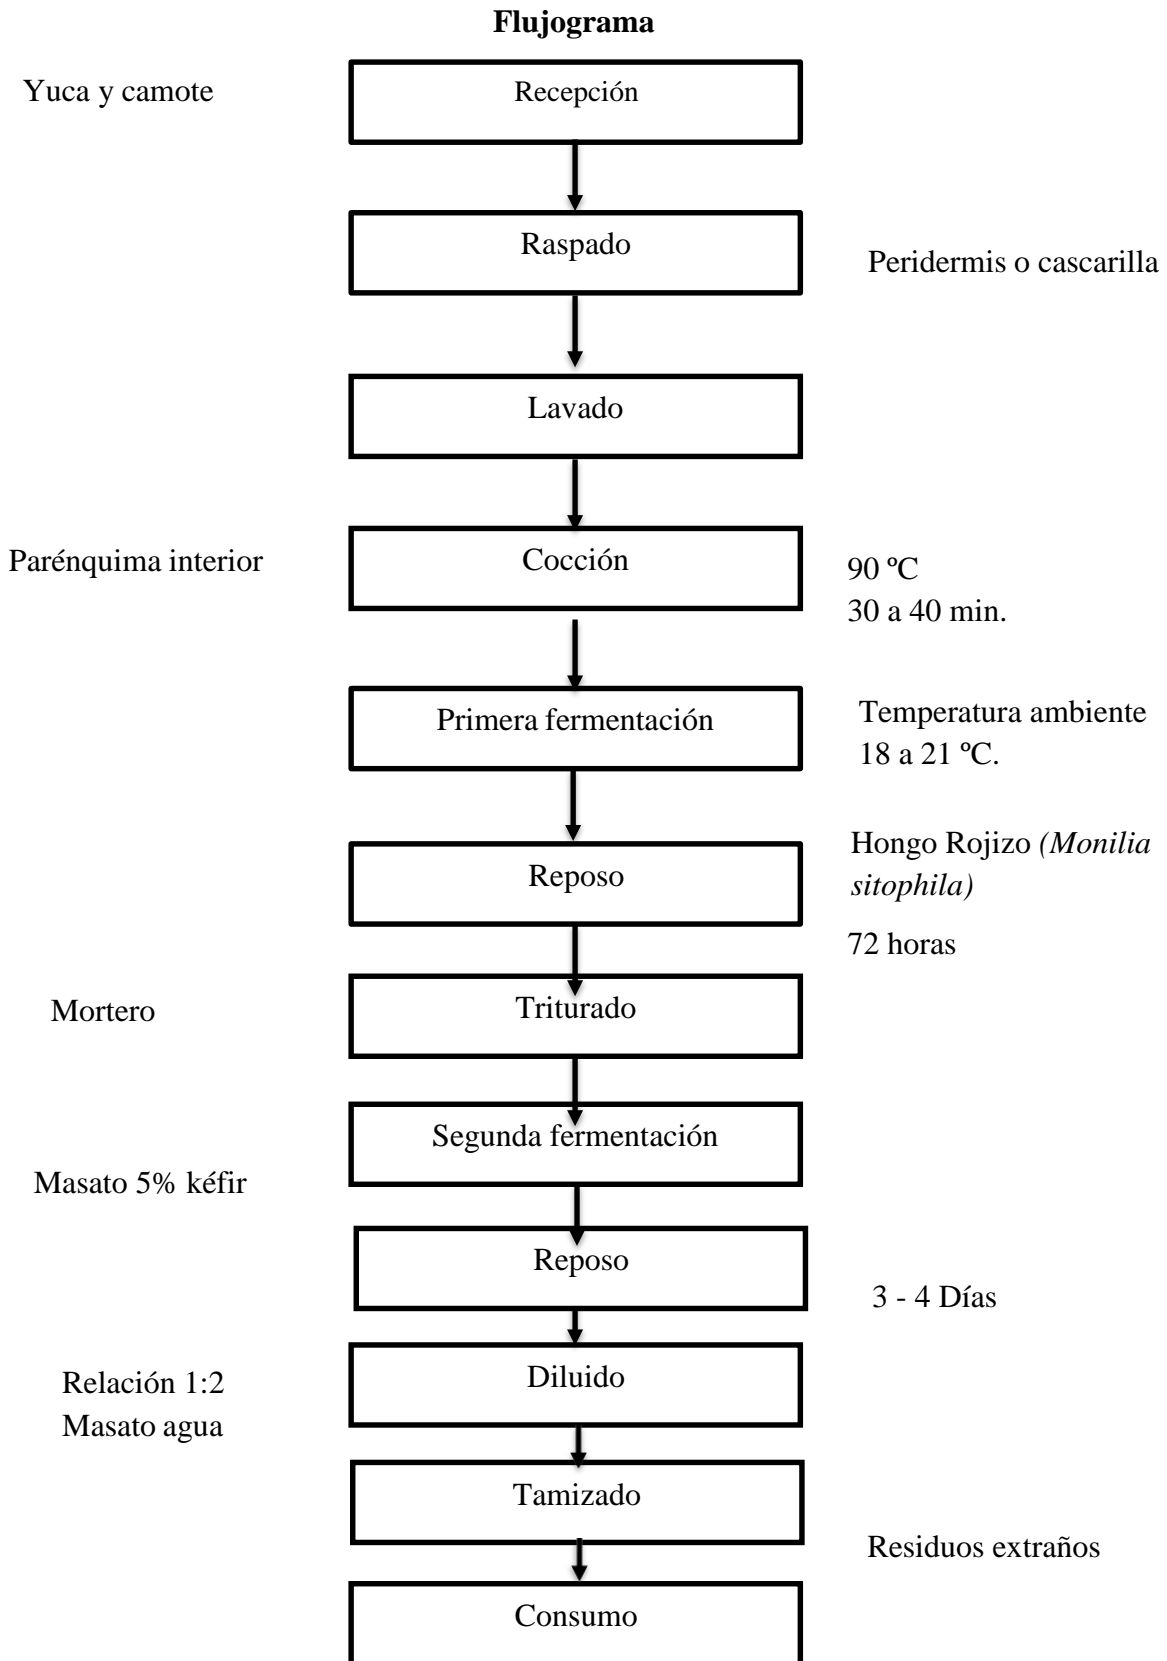 Flujograma
Yuca y camote
Recepción
Raspado
Peridermis o cascarilla
Lavado
Parénquima interior
Cocción
90 ºC
30 a 40 min.
Primera fermentación
Temperatura ambiente
18 a 21 ºC.
Reposo
Hongo Rojizo (Monilia
sitophila)
72 horas
Mortero
Triturado
Segunda fermentación
Masato 5% kéfir
Reposo
3 - 4 Días
Relación 1:2
Masato agua
Diluido
Tamizado
Residuos extraños
Consumo